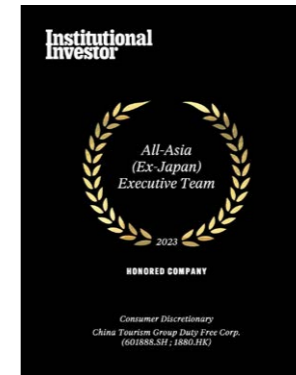 Institutional
Investor
All-Asia
(Ex-Japan)
Executive Team
2023
HONORED COMPANY
Consumer Discretionary
China Tourism Group Duty Free Corp.
(601888.SH ; 1880.HK)